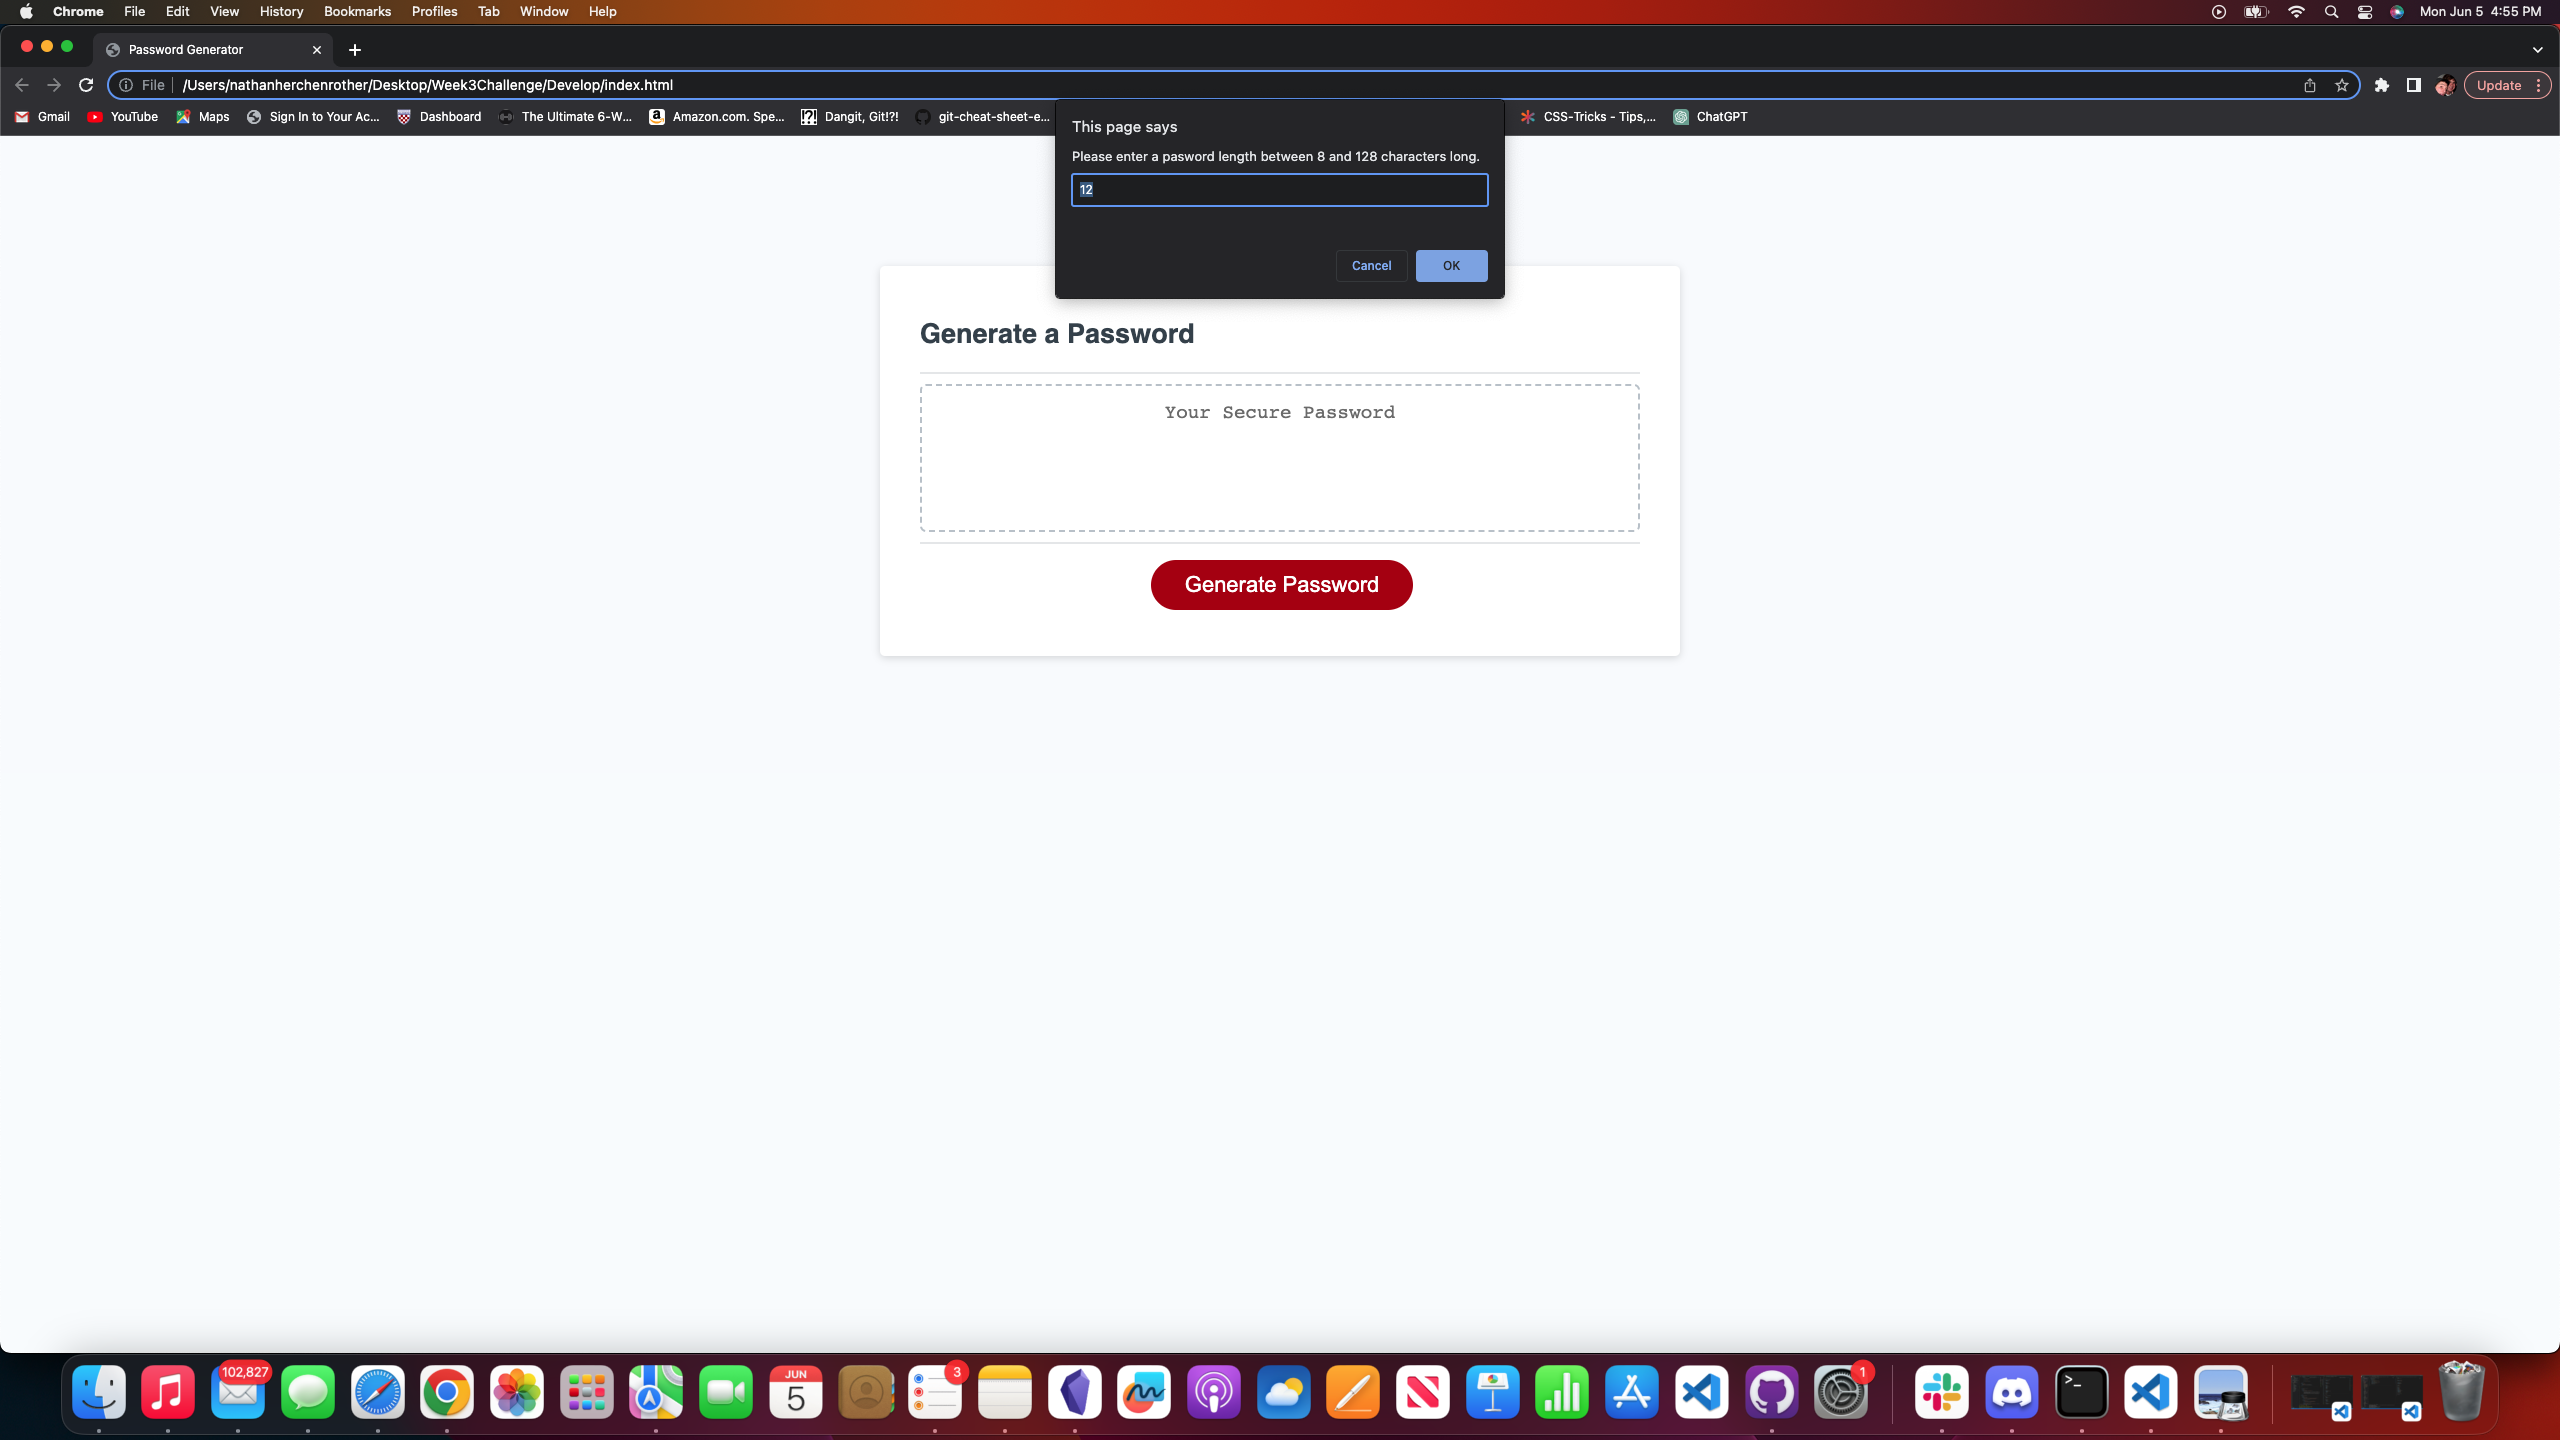 Chrome File Edit View History Bookmarks Profiles Tab Window Help Mon Jun 5 4:55 PM
Password Generator
File /Users/nathanherchenrother/Desktop/Week3Challenge/Develop/index.html Update
Gmail YouTube Maps Sign In to Your Ac... Dashboard The Ultimate 6-W... Amazon.com. Spe... Dangit, Git!?! git-cheat-sheet-e... CSS-Tricks - Tips,... ChatGPT
This page says
Please enter a pasword length between 8 and 128 characters long.
12
Cancel OK
Generate a Password
Your Secure Password
Generate Password
102,827
JUN
5
3
1